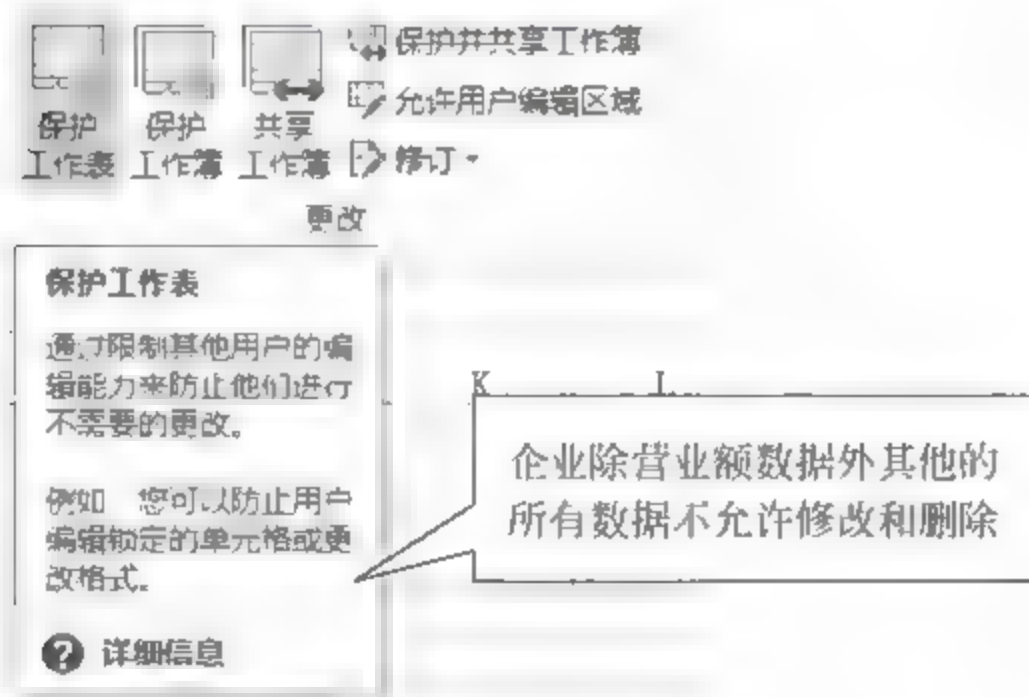 保护
工作表
保护
工作簿
共享
工作簿
保护并共享工作簿
允许用户编辑区域
修订
更改
保护工作表
通过限制其他用户的编
辑能力来防止他们进行
不需要的更改。
例如，您可以防止用户
编辑锁定的单元格或更
改格式。
详细信息
K
L
企业除营业额数据外其他的
所有数据不允许修改和删除